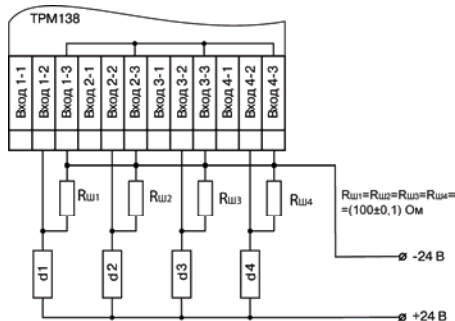 ТРМ138
Вход 1-1
Вход 1-2
Вход 1-3
Вход 2-1
Вход 2-2
Вход 2-3
Вход 3-1
Вход 3-2
Вход 3-3
Вход 4-1
Вход 4-2
Вход 4-3
Rш1
Rш2
Rш3
Rш4
Rш1=Rш2=Rш3=Rш4=
=(100±0,1) Ом
d1
d2
d3
d4
-24 В
+24 В